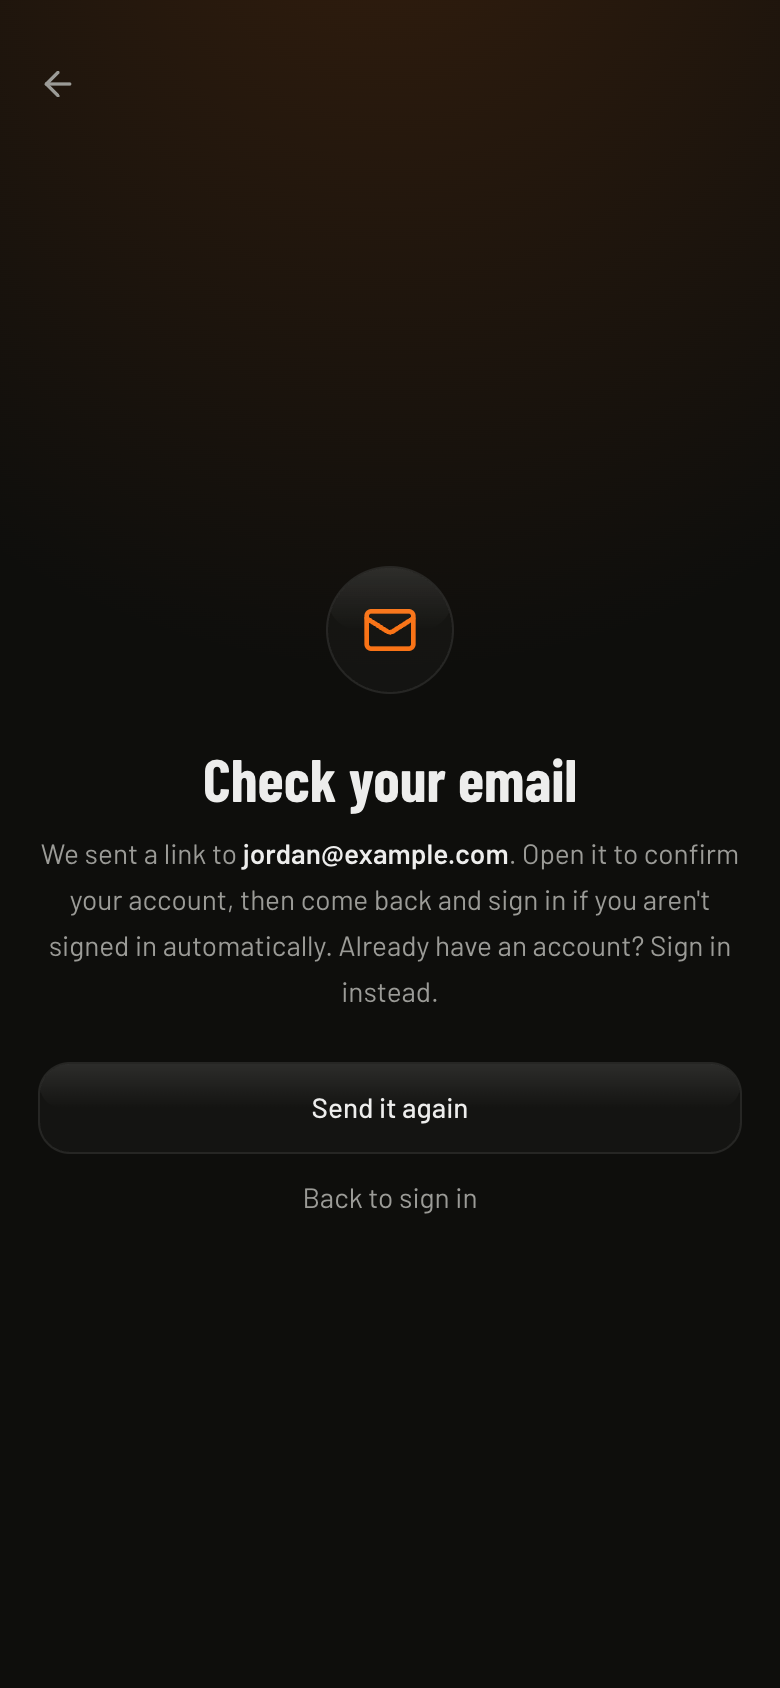 Check your email
We sent a link to jordan@example.com. Open it to confirm
your account, then come back and sign in if you aren't
signed in automatically. Already have an account? Sign in
instead.
Send it again
Back to sign in